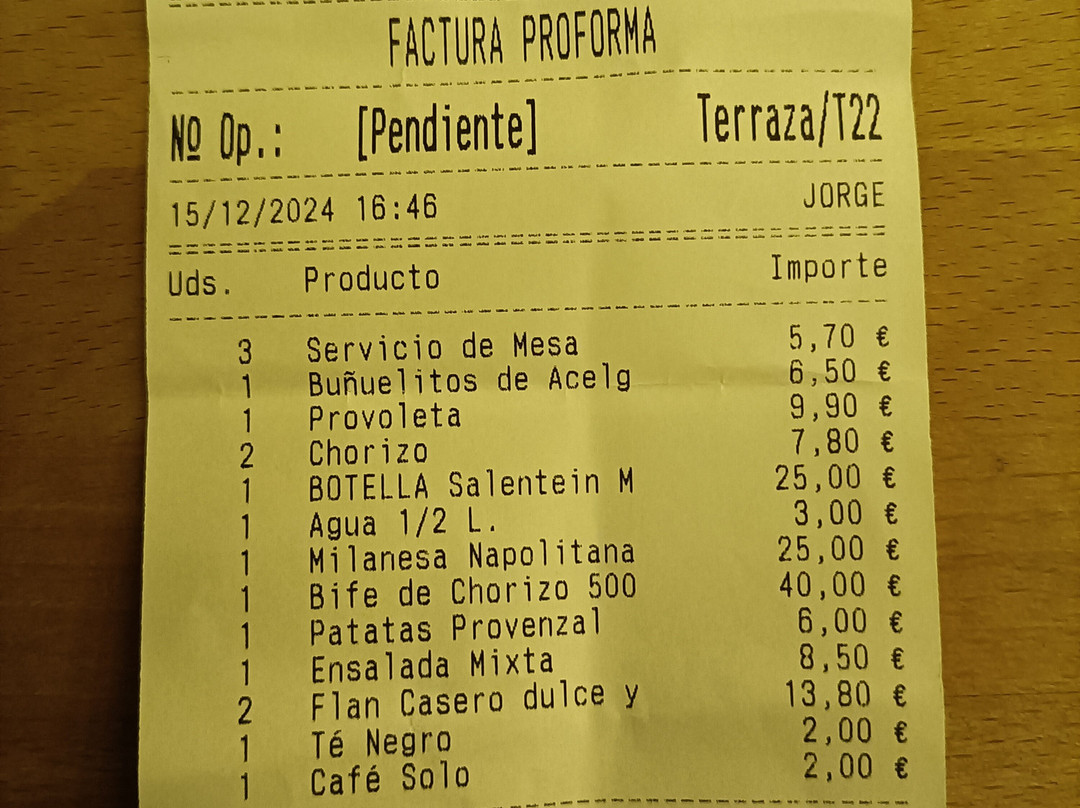 FACTURA PROFORMA
Nº Op.: [Pendiente] Terraza/T22
15/12/2024 16:46 JORGE
Uds. Producto Importe
3 Servicio de Mesa 5,70 €
1 Buñuelitos de Acelg 6,50 €
1 Provoleta 9,90 €
2 Chorizo 7,80 €
1 BOTELLA Salentein M 25,00 €
1 Agua 1/2 L. 3,00 €
1 Milanesa Napolitana 25,00 €
1 Bife de Chorizo 500 40,00 €
1 Patatas Provenzal 6,00 €
1 Ensalada Mixta 8,50 €
2 Flan Casero dulce y 13,80 €
1 Té Negro 2,00 €
1 Café Solo 2,00 €